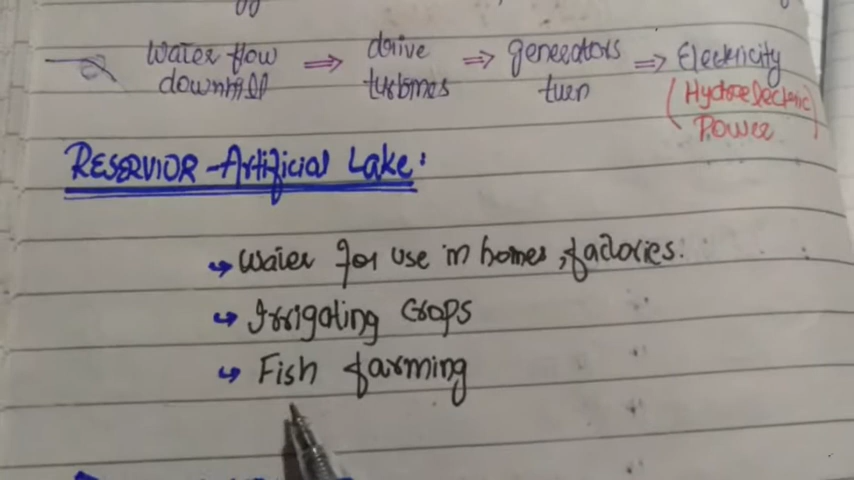 Water flow ⇒ drive ⇒ generators ⇒ Electricity
downhill turbines turn (Hydroelectric
Power)
RESERVIOR - Artificial Lake:
→ Water for use in homes, factories.
→ Irrigating Crops
→ Fish farming